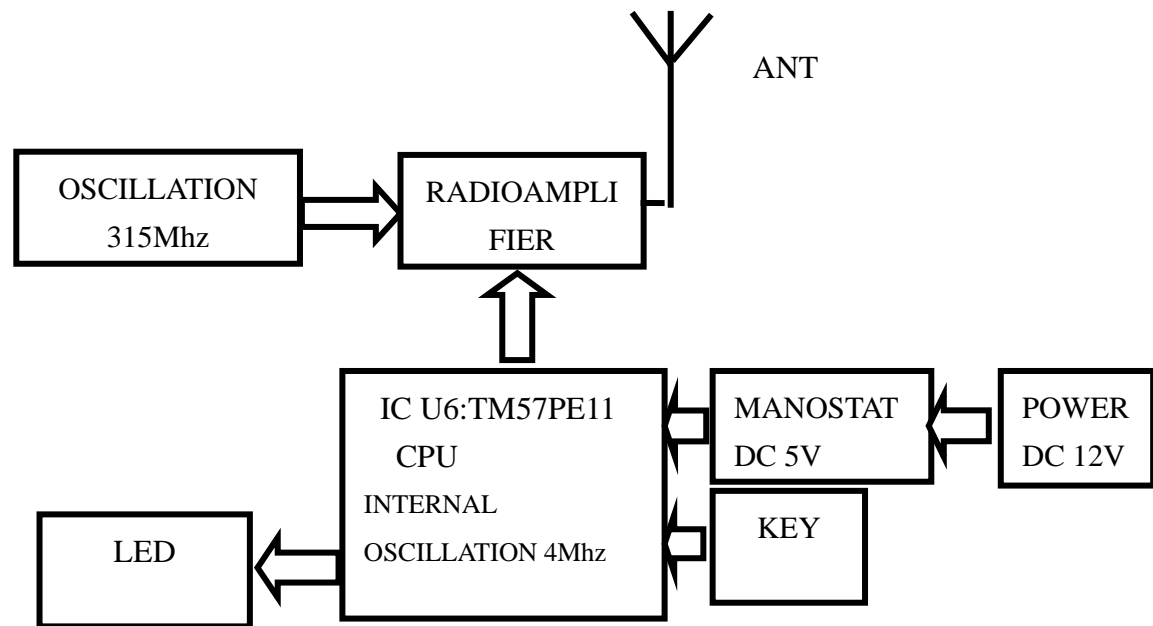 ANT
OSCILLATION
315Mhz
RADIOAMPLI
FIER
IC U6:TM57PE11
CPU
INTERNAL
OSCILLATION 4Mhz
MANOSTAT
DC 5V
POWER
DC 12V
KEY
LED